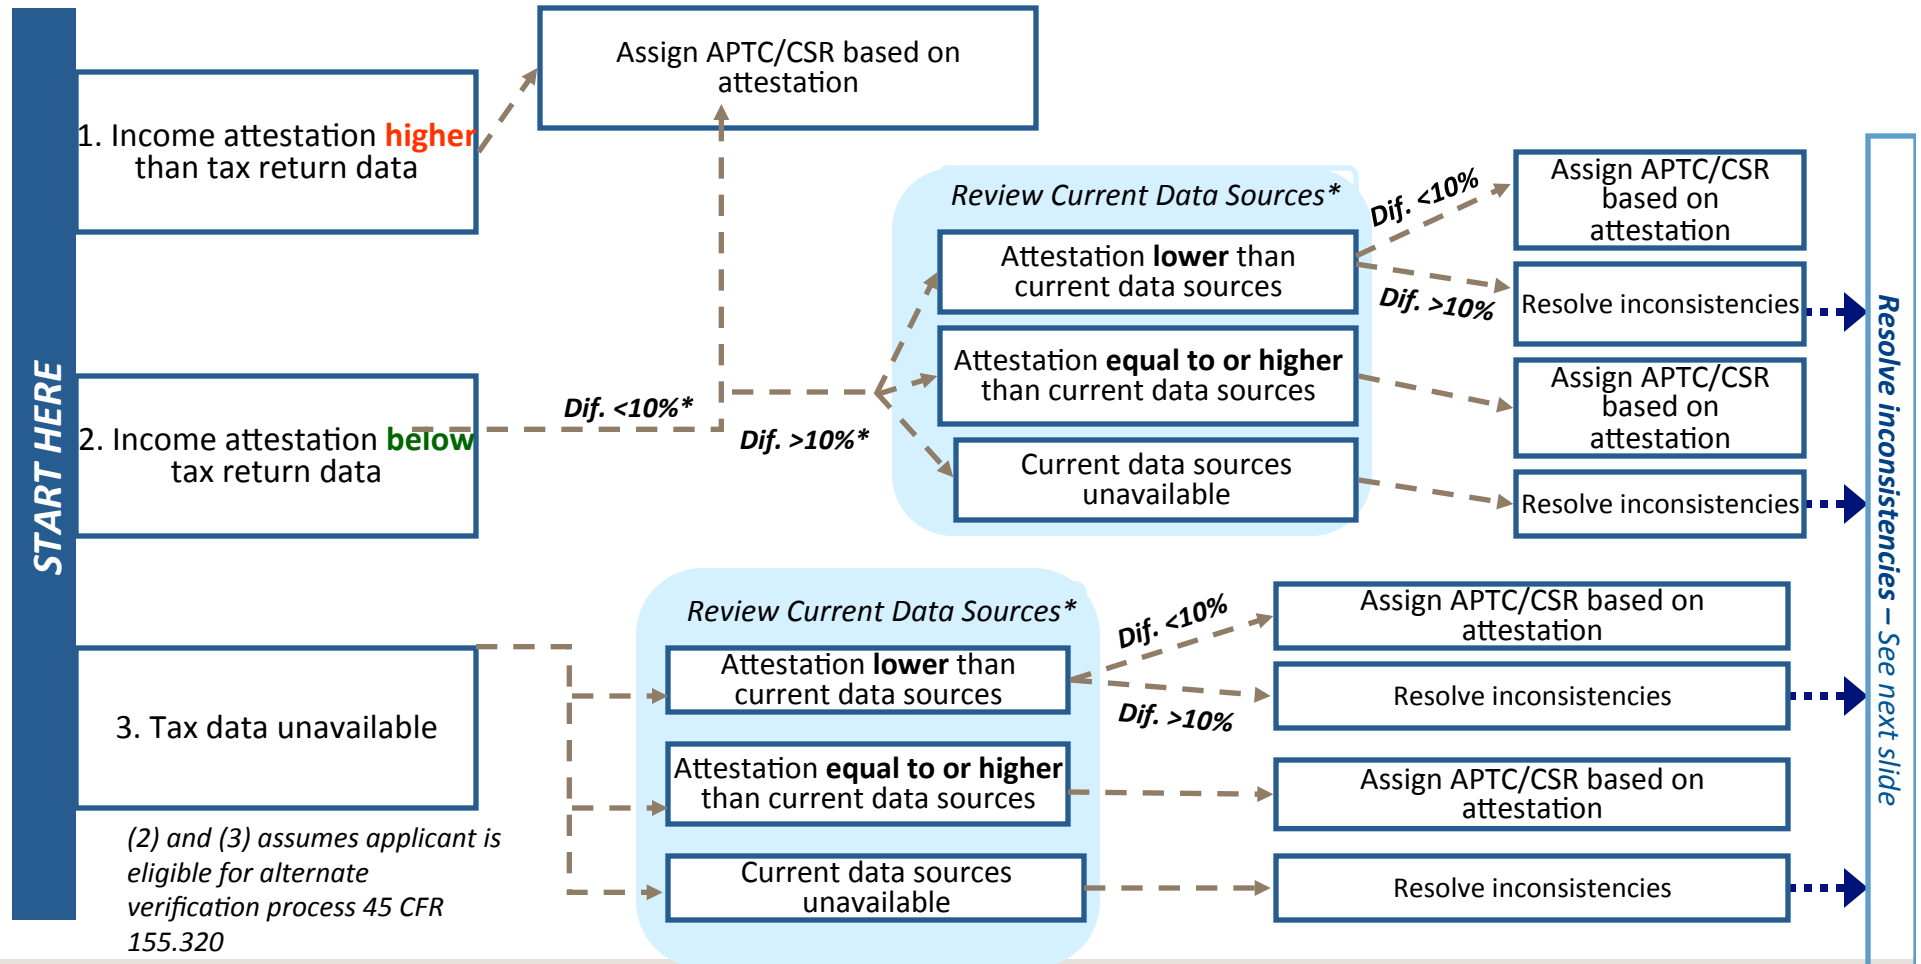 START HERE
1. Income attestation higher
than tax return data
Assign APTC/CSR based on
attestation
2. Income attestation below
tax return data
Dif. <10%*
Dif. >10%*
Review Current Data Sources*
Attestation lower than
current data sources
Attestation equal to or higher
than current data sources
Current data sources
unavailable
Dif. <10%
Dif. >10%
Assign APTC/CSR
based on
attestation
Resolve inconsistencies
Assign APTC/CSR
based on
attestation
Resolve inconsistencies
3. Tax data unavailable
(2) and (3) assumes applicant is
eligible for alternate
verification process 45 CFR
155.320
Review Current Data Sources*
Attestation lower than
current data sources
Attestation equal to or higher
than current data sources
Current data sources
unavailable
Dif. <10%
Dif. >10%
Assign APTC/CSR based on
attestation
Resolve inconsistencies
Assign APTC/CSR based on
attestation
Resolve inconsistencies
Resolve inconsistencies – See next slide